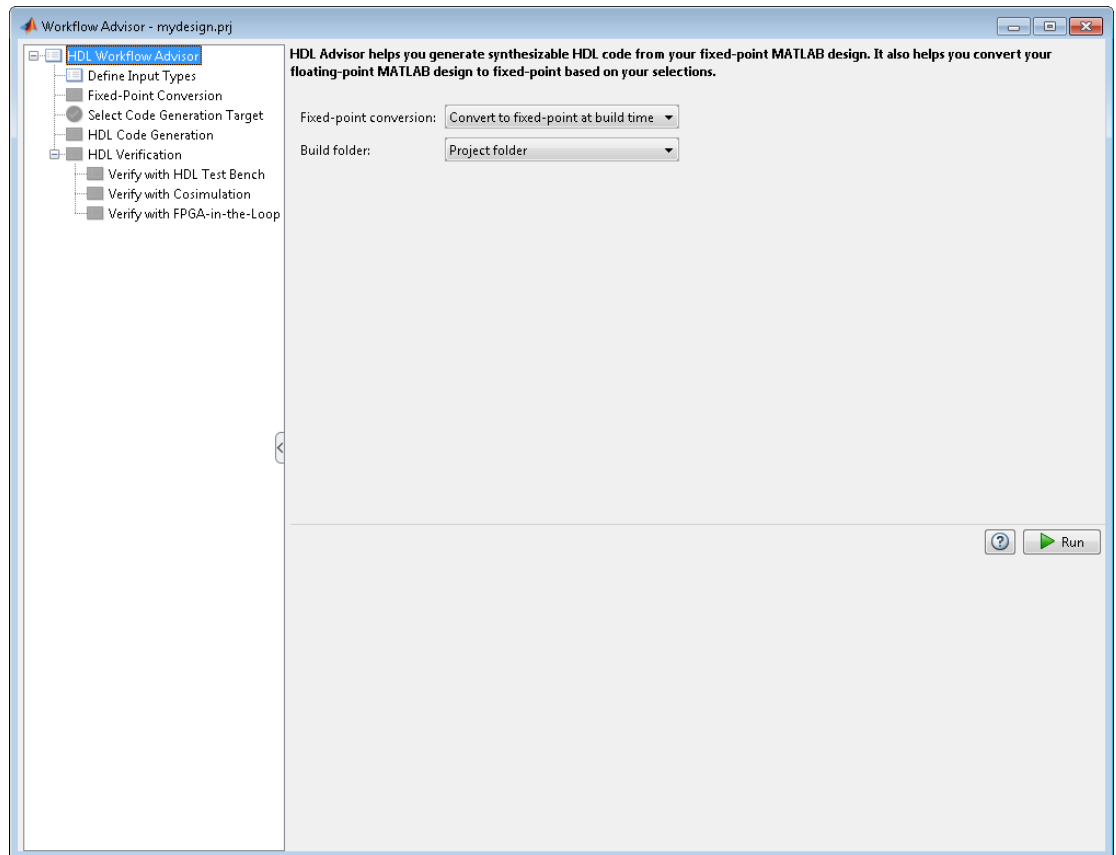 Workflow Advisor - mydesign.prj
HDL Workflow Advisor
Define Input Types
Fixed-Point Conversion
Select Code Generation Target
HDL Code Generation
HDL Verification
Verify with HDL Test Bench
Verify with Cosimulation
Verify with FPGA-in-the-Loop
HDL Advisor helps you generate synthesizable HDL code from your fixed-point MATLAB design. It also helps you convert your
floating-point MATLAB design to fixed-point based on your selections.
Fixed-point conversion: Convert to fixed-point at build time
Build folder: Project folder
? Run